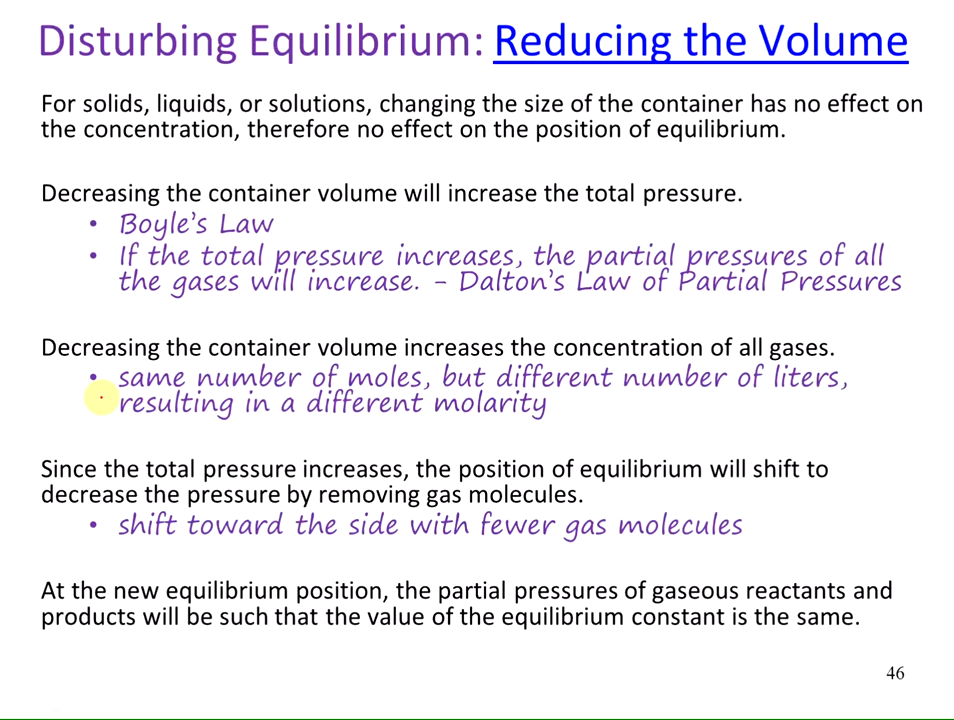 Disturbing Equilibrium: Reducing the Volume
For solids, liquids, or solutions, changing the size of the container has no effect on
the concentration, therefore no effect on the position of equilibrium.
Decreasing the container volume will increase the total pressure.
• Boyle's Law
• If the total pressure increases, the partial pressures of all
the gases will increase. - Dalton's Law of Partial Pressures
Decreasing the container volume increases the concentration of all gases.
• same number of moles, but different number of liters,
resulting in a different molarity
Since the total pressure increases, the position of equilibrium will shift to
decrease the pressure by removing gas molecules.
• shift toward the side with fewer gas molecules
At the new equilibrium position, the partial pressures of gaseous reactants and
products will be such that the value of the equilibrium constant is the same.
46